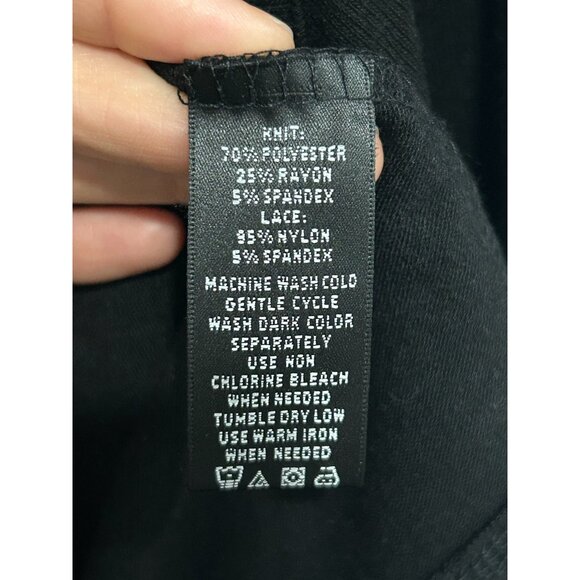 KNIT:
70% POLYESTER
25% RAYON
5% SPANDEX
LACE:
95% NYLON
5% SPANDEX
MACHINE WASH COLD
GENTLE CYCLE
WASH DARK COLOR
SEPARATELY
USE NON
CHLORINE BLEACH
WHEN NEEDED
TUMBLE DRY LOW
USE WARM IRON
WHEN NEEDED